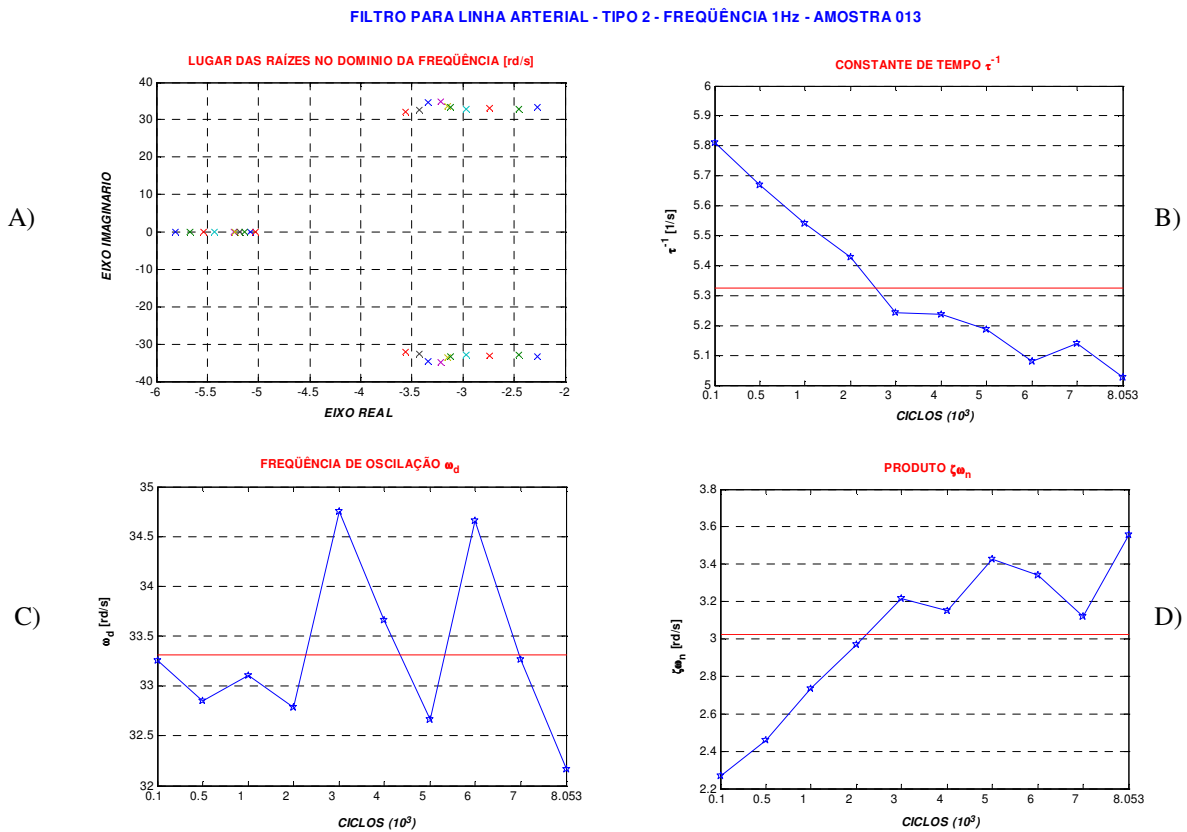 FILTRO PARA LINHA ARTERIAL - TIPO 2 - FREQÜÊNCIA 1Hz - AMOSTRA 013
A)
LUGAR DAS RAÍZES NO DOMINIO DA FREQÜÊNCIA [rd/s]
EIXO IMAGINARIO
40
30
20
10
0
-10
-20
-30
-40
-6 -5.5 -5 -4.5 -4 -3.5 -3 -2.5 -2
EIXO REAL
B)
CONSTANTE DE TEMPO τ⁻¹
τ⁻¹ [1/s]
6
5.9
5.8
5.7
5.6
5.5
5.4
5.3
5.2
5.1
5
0.1 0.5 1 2 3 4 5 6 7 8.053
CICLOS (10³)
C)
FREQÜÊNCIA DE OSCILAÇÃO ω_d
ω_d [rd/s]
35
34.5
34
33.5
33
32.5
32
0.1 0.5 1 2 3 4 5 6 7 8.053
CICLOS (10³)
D)
PRODUTO ζω_n
ζω_n [rd/s]
3.8
3.6
3.4
3.2
3
2.8
2.6
2.4
2.2
0.1 0.5 1 2 3 4 5 6 7 8.053
CICLOS (10³)